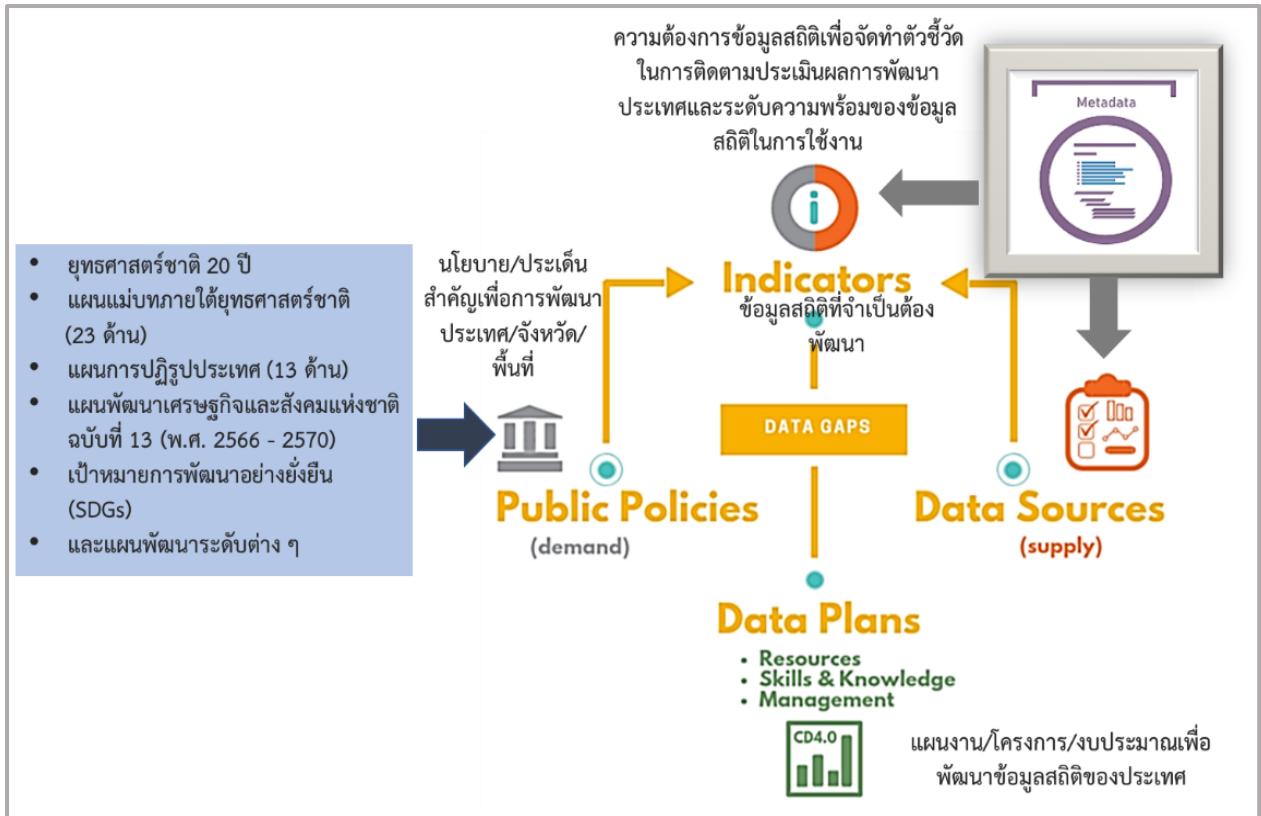 ความต้องการข้อมูลสถิติเพื่อจัดทำตัวชี้วัด
ในการติดตามประเมินผลการพัฒนา
ประเทศและระดับความพร้อมของข้อมูล
สถิติในการใช้งาน
Metadata
• ยุทธศาสตร์ชาติ 20 ปี
• แผนแม่บทภายใต้ยุทธศาสตร์ชาติ
(23 ด้าน)
• แผนการปฏิรูปประเทศ (13 ด้าน)
• แผนพัฒนาเศรษฐกิจและสังคมแห่งชาติ
ฉบับที่ 13 (พ.ศ. 2566 - 2570)
• เป้าหมายการพัฒนาอย่างยั่งยืน
(SDGs)
• และแผนพัฒนาระดับต่าง ๆ
นโยบาย/ประเด็น
สำคัญเพื่อการพัฒนา
ประเทศ/จังหวัด/
พื้นที่
Indicators
ข้อมูลสถิติที่จำเป็นต้อง
พัฒนา
DATA GAPS
Public Policies
(demand)
Data Sources
(supply)
Data Plans
• Resources
• Skills & Knowledge
• Management
CD4.0
แผนงาน/โครงการ/งบประมาณเพื่อ
พัฒนาข้อมูลสถิติของประเทศ